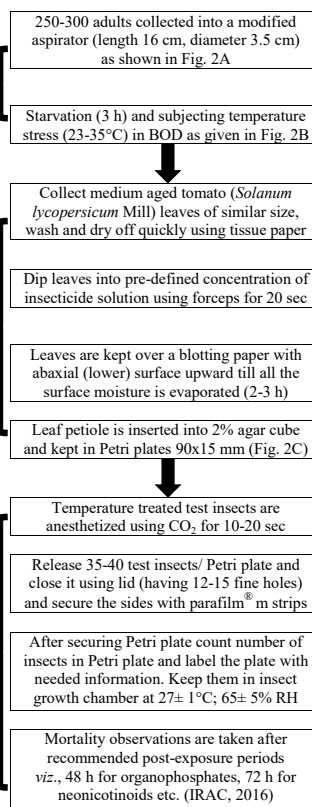 250-300 adults collected into a modified
aspirator (length 16 cm, diameter 3.5 cm)
as shown in Fig. 2A
Starvation (3 h) and subjecting temperature
stress (23-35°C) in BOD as given in Fig. 2B
Collect medium aged tomato (Solanum
lycopersicum Mill) leaves of similar size,
wash and dry off quickly using tissue paper
Dip leaves into pre-defined concentration of
insecticide solution using forceps for 20 sec
Leaves are kept over a blotting paper with
abaxial (lower) surface upward till all the
surface moisture is evaporated (2-3 h)
Leaf petiole is inserted into 2% agar cube
and kept in Petri plates 90x15 mm (Fig. 2C)
Temperature treated test insects are
anesthetized using CO₂ for 10-20 sec
Release 35-40 test insects/ Petri plate and
close it using lid (having 12-15 fine holes)
and secure the sides with parafilm® m strips
After securing Petri plate count number of
insects in Petri plate and label the plate with
needed information. Keep them in insect
growth chamber at 27± 1°C; 65± 5% RH
Mortality observations are taken after
recommended post-exposure periods
viz., 48 h for organophosphates, 72 h for
neonicotinoids etc. (IRAC, 2016)